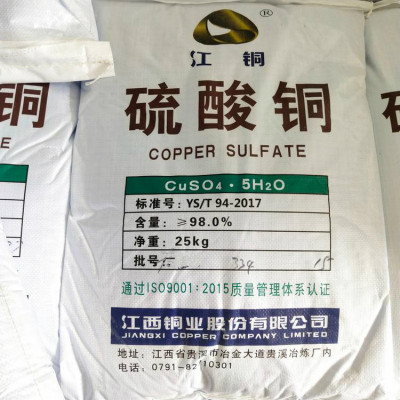 ®
江铜
硫酸铜
COPPER SULFATE
CuSO4·5H2O
标准号: YS/T 94-2017
含量: ≥98.0%
净重: 25kg
批号:
通过ISO9001:2015质量管理体系认证
江西铜业股份有限公司
JIANGXI COPPER COMPANY LIMITED
地址: 江西省贵溪市冶金大道贵溪冶炼厂内
电话: 0791-82710301
铜
TE